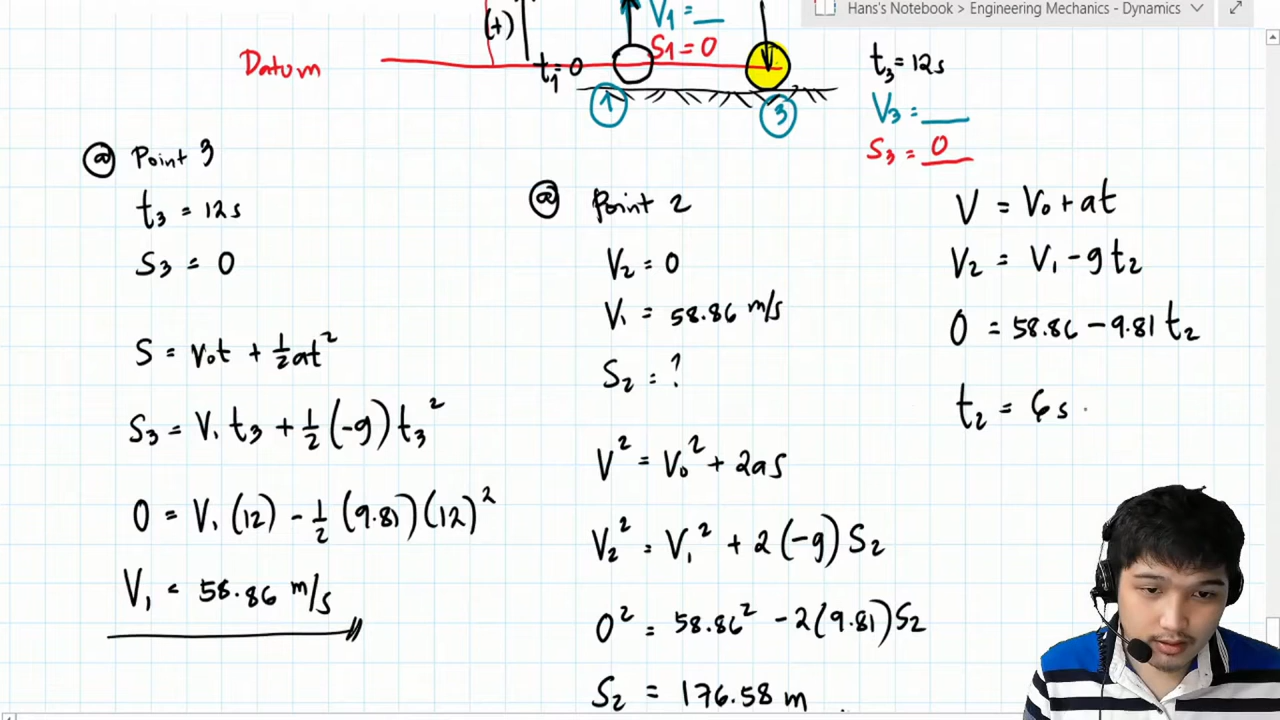 Hans's Notebook > Engineering Mechanics - Dynamics
(+)
V1 = _
S1 = 0
Datum
t1 = 0
1
3
t3 = 12s
V3 = ___
S3 = 0
@ Point 3
t3 = 12s
S3 = 0
S = V0t + 1/2 at²
S3 = V1 t3 + 1/2 (-g) t3²
0 = V1 (12) - 1/2 (9.81)(12)²
V1 = 58.86 m/s
@ Point 2
V2 = 0
V1 = 58.86 m/s
S2 = ?
V² = V0² + 2aS
V2² = V1² + 2(-g) S2
0² = 58.86² - 2(9.81)S2
S2 = 176.58 m
V = V0 + at
V2 = V1 - g t2
0 = 58.86 - 9.81 t2
t2 = 6s